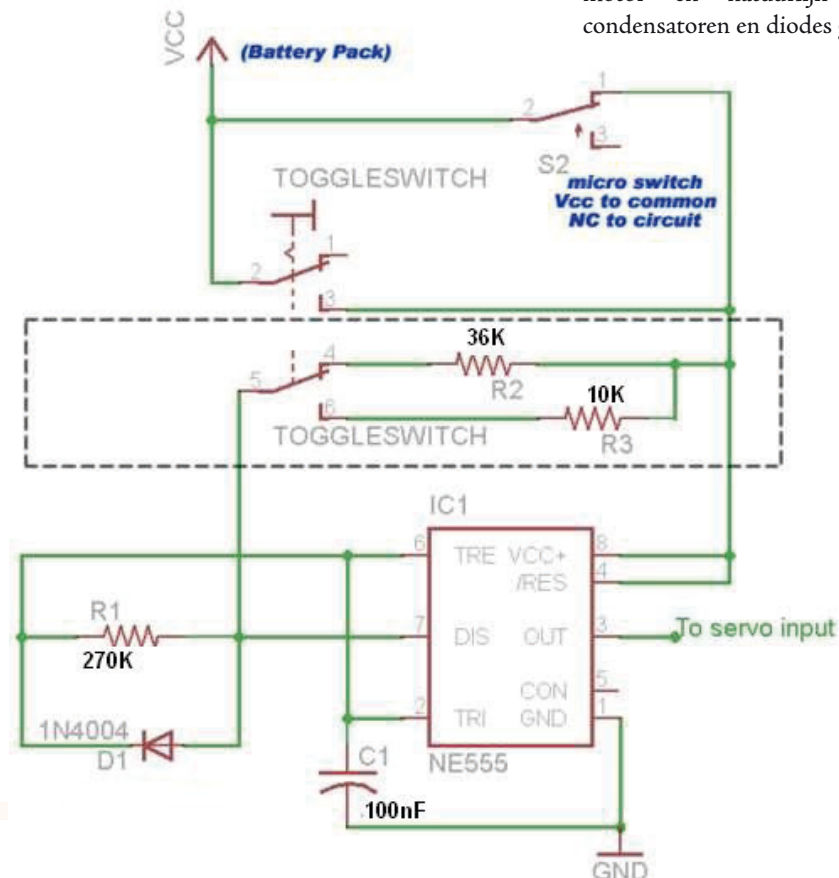 motor en natuurlijk
condensatoren en diodes
VCC
(Battery Pack)
1
2
3
S2
TOGGLESWITCH
micro switch
Vcc to common
NC to circuit
1
2
3
36K
4
5
R2
10K
6
TOGGLESWITCH
R3
IC1
6 TRE VCC+ 8
/RES 4
R1
7 DIS OUT 3
To servo input
270K
CON 5
2 TRI GND 1
1N4004
D1
C1
NE555
100nF
GND